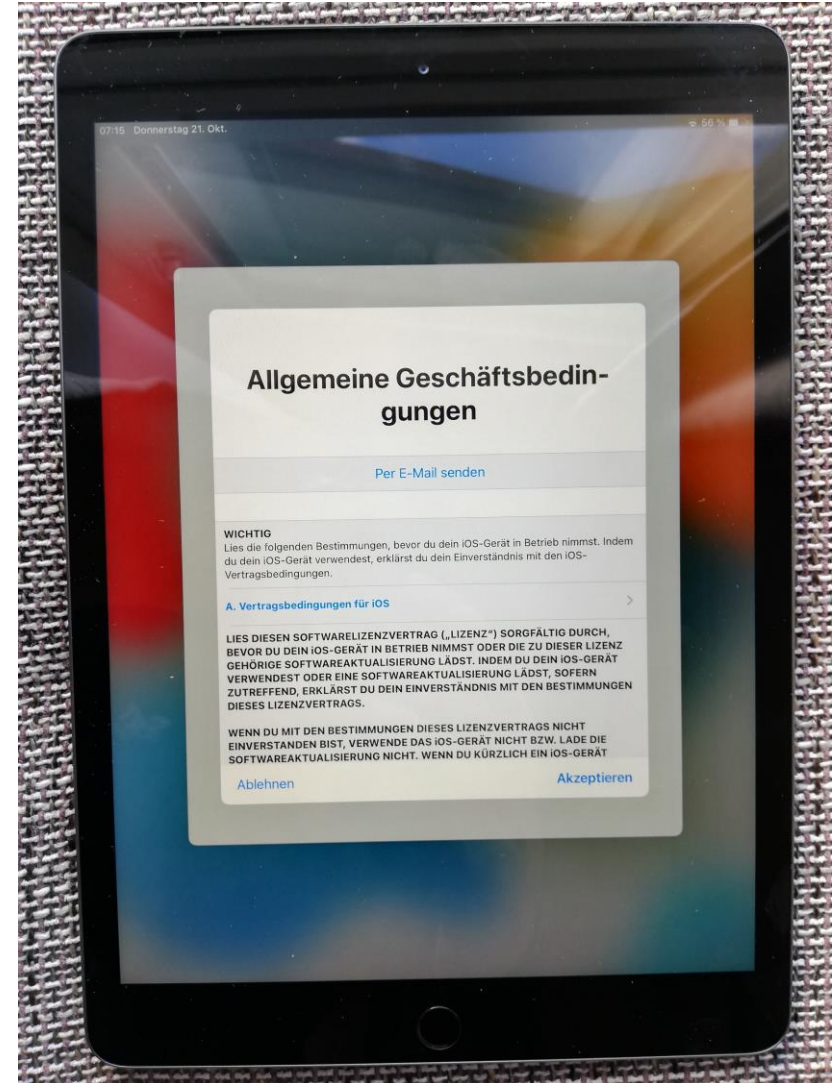 07:15 Donnerstag 21. Okt.
56 %
Allgemeine Geschäftsbedin-
gungen
Per E-Mail senden
WICHTIG
Lies die folgenden Bestimmungen, bevor du dein iOS-Gerät in Betrieb nimmst. Indem
du dein iOS-Gerät verwendest, erklärst du dein Einverständnis mit den iOS-
Vertragsbedingungen.
A. Vertragsbedingungen für iOS
LIES DIESEN SOFTWARELIZENZVERTRAG („LIZENZ“) SORGFÄLTIG DURCH,
BEVOR DU DEIN iOS-GERÄT IN BETRIEB NIMMST ODER DIE ZU DIESER LIZENZ
GEHÖRIGE SOFTWAREAKTUALISIERUNG LÄDST. INDEM DU DEIN iOS-GERÄT
VERWENDEST ODER EINE SOFTWAREAKTUALISIERUNG LÄDST, SOFERN
ZUTREFFEND, ERKLÄRST DU DEIN EINVERSTÄNDNIS MIT DEN BESTIMMUNGEN
DIESES LIZENZVERTRAGS.
WENN DU MIT DEN BESTIMMUNGEN DIESES LIZENZVERTRAGS NICHT
EINVERSTANDEN BIST, VERWENDE DAS iOS-GERÄT NICHT BZW. LADE DIE
SOFTWAREAKTUALISIERUNG NICHT. WENN DU KÜRZLICH EIN iOS-GERÄT
Ablehnen
Akzeptieren